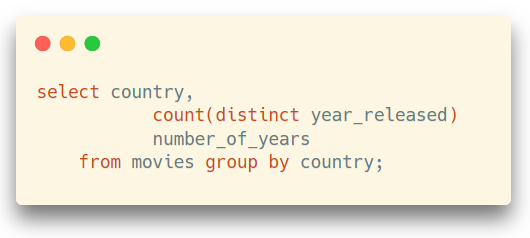 select country,
count(distinct year_released)
number_of_years
from movies group by country;